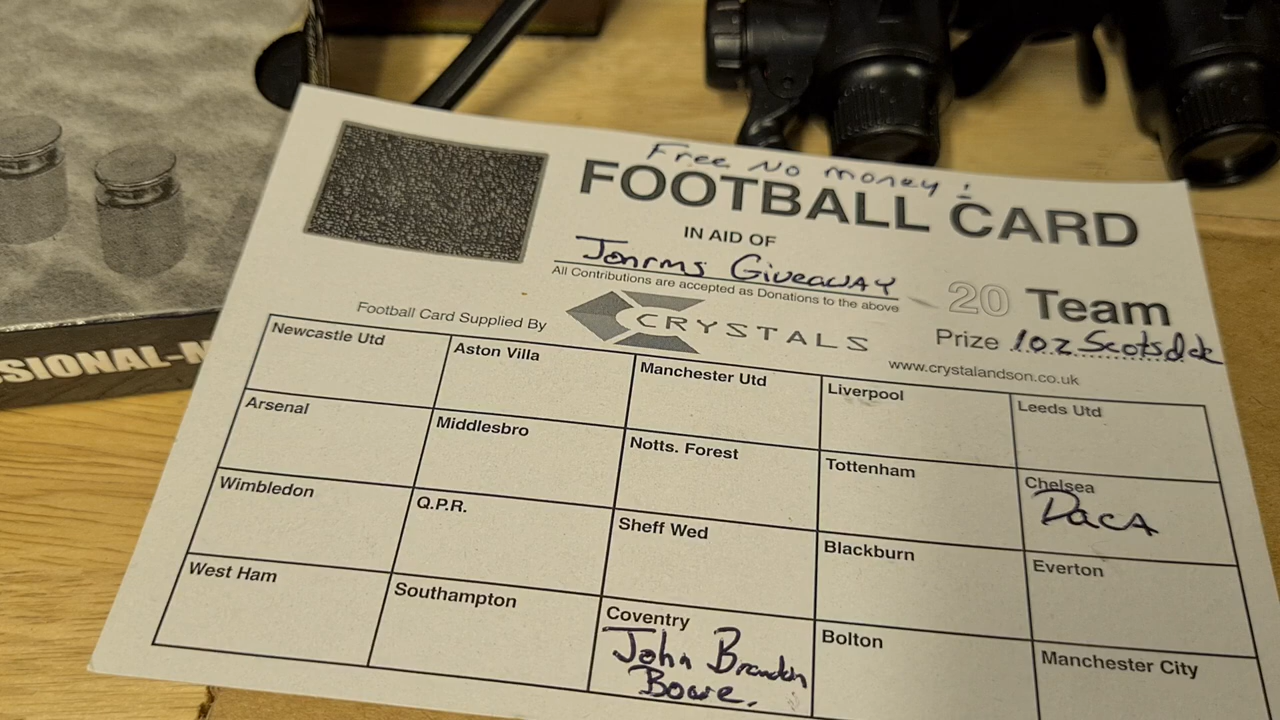 SIONAL-
Free No money!
FOOTBALL CARD
IN AID OF
Jonrms Giveaway
All Contributions are accepted as Donations to the above
20 Team
Football Card Supplied By
CRYSTALS
Prize 1oz Scotsdale
www.crystalandson.co.uk
Newcastle Utd Aston Villa Manchester Utd Liverpool Leeds Utd
Arsenal Middlesbro Notts. Forest Tottenham Chelsea
DacA
Wimbledon Q.P.R. Sheff Wed Blackburn Everton
West Ham Southampton Coventry Bolton Manchester City
John Brandon
Bowe.